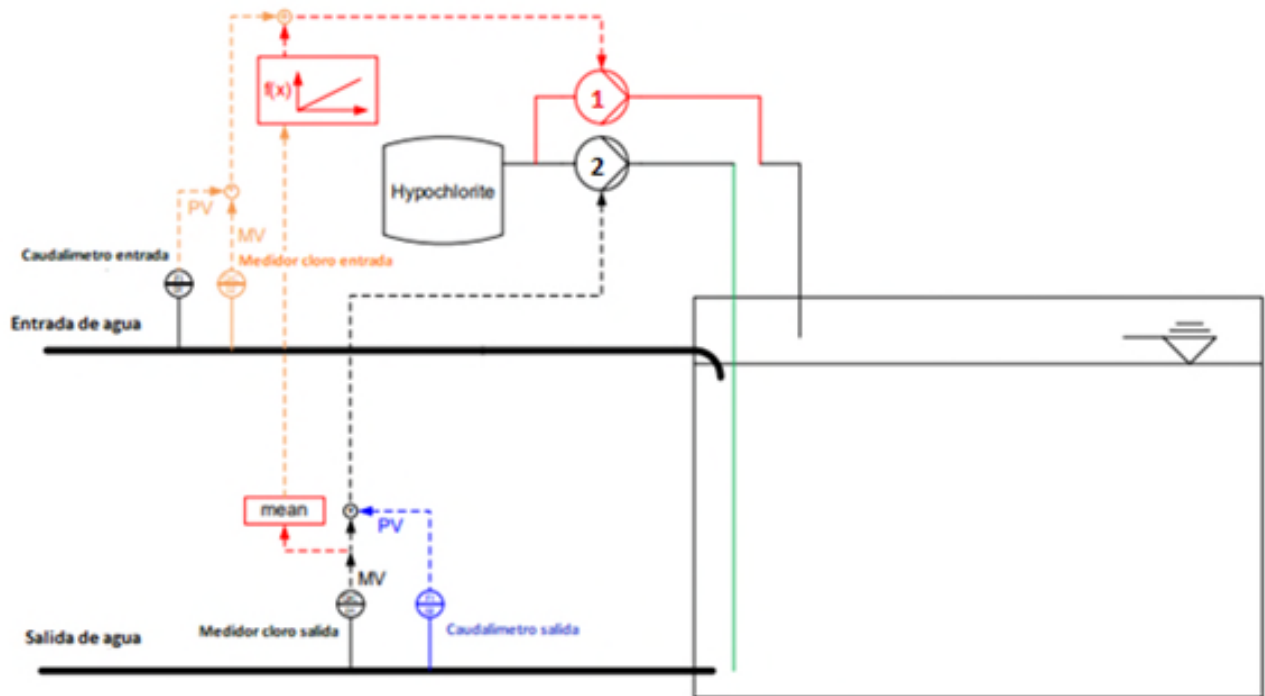 f(x)
1
2
Hypochlorite
PV
MV
Caudalimetro entrada
Medidor cloro entrada
Entrada de agua
mean
PV
MV
Medidor cloro salida
Caudalimetro salida
Salida de agua